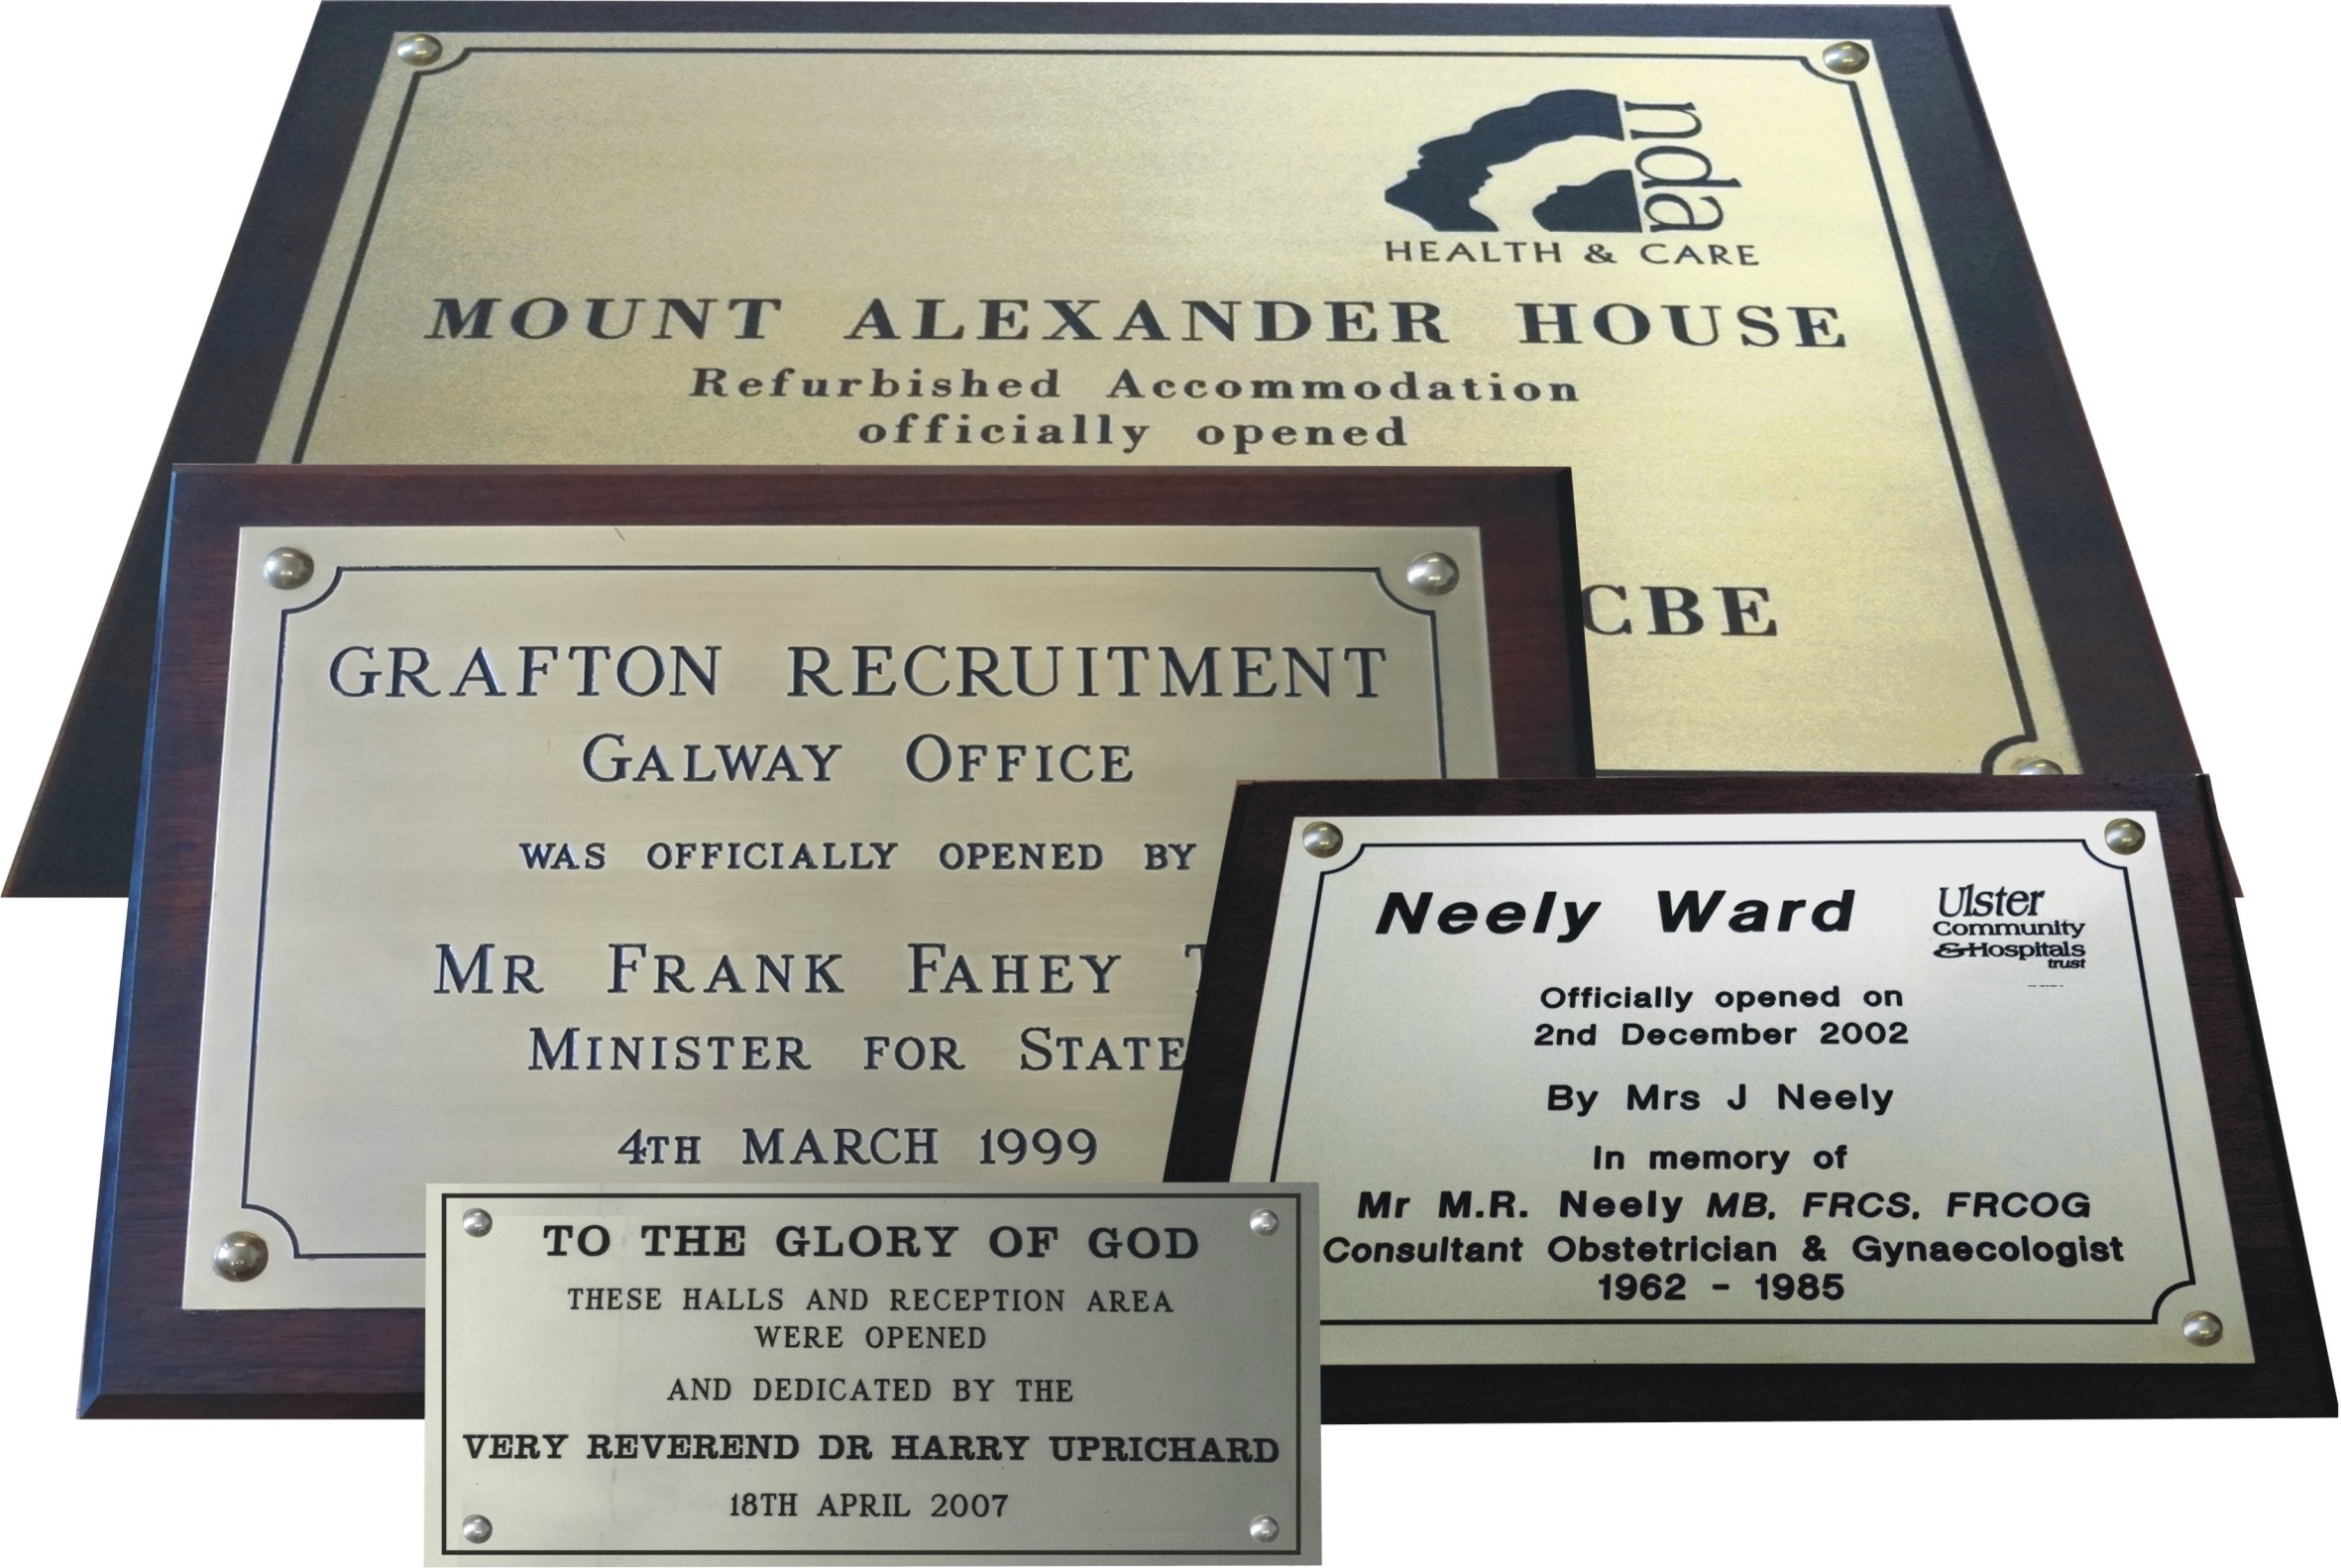 nda
HEALTH & CARE
MOUNT ALEXANDER HOUSE
Refurbished Accommodation
officially opened
CBE
GRAFTON RECRUITMENT
GALWAY OFFICE
WAS OFFICIALLY OPENED BY
MR FRANK FAHEY
MINISTER FOR STATE
4TH MARCH 1999
Neely Ward
Ulster
Community
&Hospitals
trust
Officially opened on
2nd December 2002
By Mrs J Neely
In memory of
Mr M.R. Neely MB, FRCS, FRCOG
Consultant Obstetrician & Gynaecologist
1962 - 1985
TO THE GLORY OF GOD
THESE HALLS AND RECEPTION AREA
WERE OPENED
AND DEDICATED BY THE
VERY REVEREND DR HARRY UPRICHARD
18TH APRIL 2007